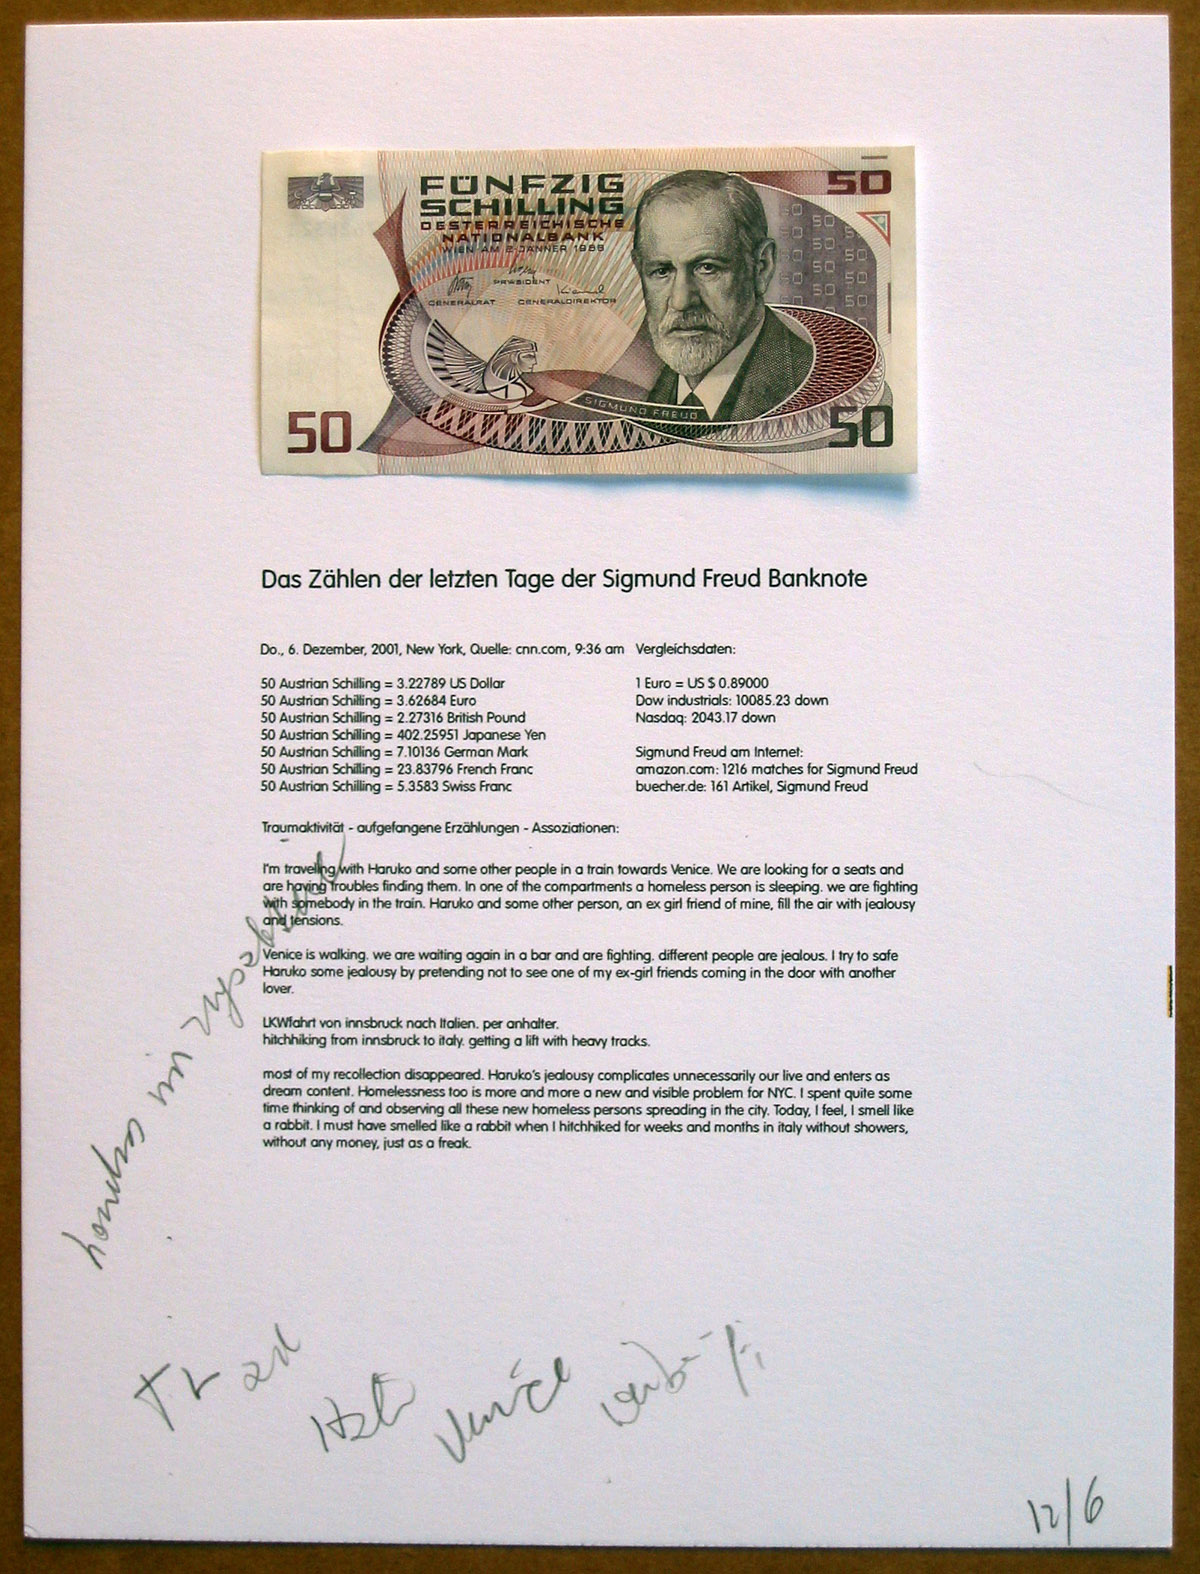 50
FÜNFZIG
SCHILLING
OESTERREICHISCHE
NATIONALBANK
WIEN AM 2. JÄNNER 1986
PRÄSIDENT
GENERALRAT GENERALDIREKTOR
SIGMUND FREUD
50
50
Das Zählen der letzten Tage der Sigmund Freud Banknote
Do., 6. Dezember, 2001, New York, Quelle: cnn.com, 9:36 am
50 Austrian Schilling = 3.22789 US Dollar
50 Austrian Schilling = 3.62684 Euro
50 Austrian Schilling = 2.27316 British Pound
50 Austrian Schilling = 402.25951 Japanese Yen
50 Austrian Schilling = 7.10136 German Mark
50 Austrian Schilling = 23.83796 French Franc
50 Austrian Schilling = 5.3583 Swiss Franc
Vergleichsdaten:
1 Euro = US $ 0.89000
Dow industrials: 10085.23 down
Nasdaq: 2043.17 down
Sigmund Freud am Internet:
amazon.com: 1216 matches for Sigmund Freud
buecher.de: 161 Artikel, Sigmund Freud
Traumaktivität - aufgefangene Erzählungen - Assoziationen:
I'm traveling with Haruko and some other people in a train towards Venice. We are looking for a seats and
are having troubles finding them. In one of the compartments a homeless person is sleeping. we are fighting
with somebody in the train. Haruko and some other person, an ex girl friend of mine, fill the air with jealousy
and tensions.
Venice is walking. we are waiting again in a bar and are fighting. different people are jealous. I try to safe
Haruko some jealousy by pretending not to see one of my ex-girl friends coming in the door with another
lover.
LKWfahrt von innsbruck nach Italien. per anhalter.
hitchhiking from innsbruck to italy. getting a lift with heavy tracks.
most of my recollection disappeared. Haruko's jealousy complicates unnecessarily our live and enters as
dream content. Homelessness too is more and more a new and visible problem for NYC. I spent quite some
time thinking of and observing all these new homeless persons spreading in the city. Today, I feel, I smell like
a rabbit. I must have smelled like a rabbit when I hitchhiked for weeks and months in italy without showers,
without any money, just as a freak.
Venice
12/6